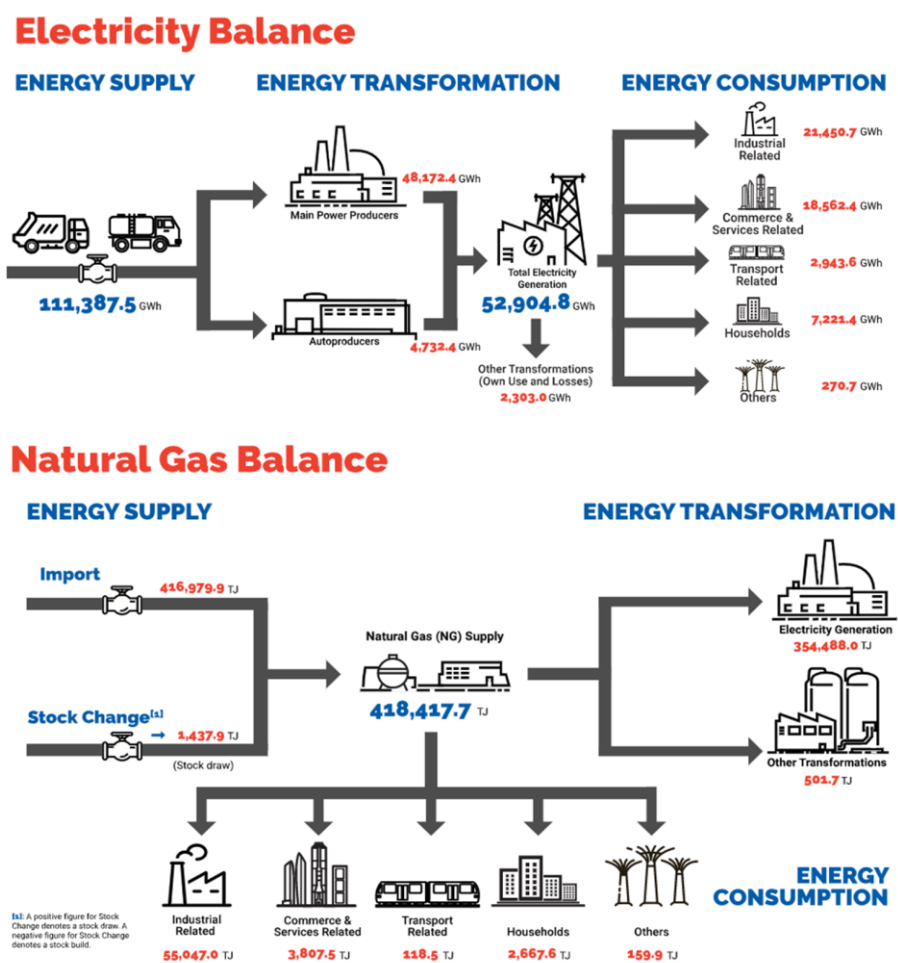 Electricity Balance
ENERGY SUPPLY
ENERGY TRANSFORMATION
ENERGY CONSUMPTION
111,387.5 GWh
48,172.4 GWh
Main Power Producers
Autoproducers
4,732.4 GWh
Total Electricity
Generation
52,904.8 GWh
Other Transformations
(Own Use and Losses)
2,303.0 GWh
Industrial
Related
21,450.7 GWh
Commerce &
Services Related
18,562.4 GWh
Transport
Related
2,943.6 GWh
Households
7,221.4 GWh
Others
270.7 GWh
Natural Gas Balance
ENERGY SUPPLY
ENERGY TRANSFORMATION
Import
416,979.9 TJ
Stock Change[1]
1,437.9 TJ
(Stock draw)
Natural Gas (NG) Supply
418,417.7 TJ
Electricity Generation
354,488.0 TJ
Other Transformations
501.7 TJ
Industrial
Related
55,047.0 TJ
Commerce &
Services Related
3,807.5 TJ
Transport
Related
118.5 TJ
Households
2,667.6 TJ
Others
159.9 TJ
ENERGY
CONSUMPTION
[1]: A positive figure for Stock
Change denotes a stock draw. A
negative figure for Stock Change
denotes a stock build.